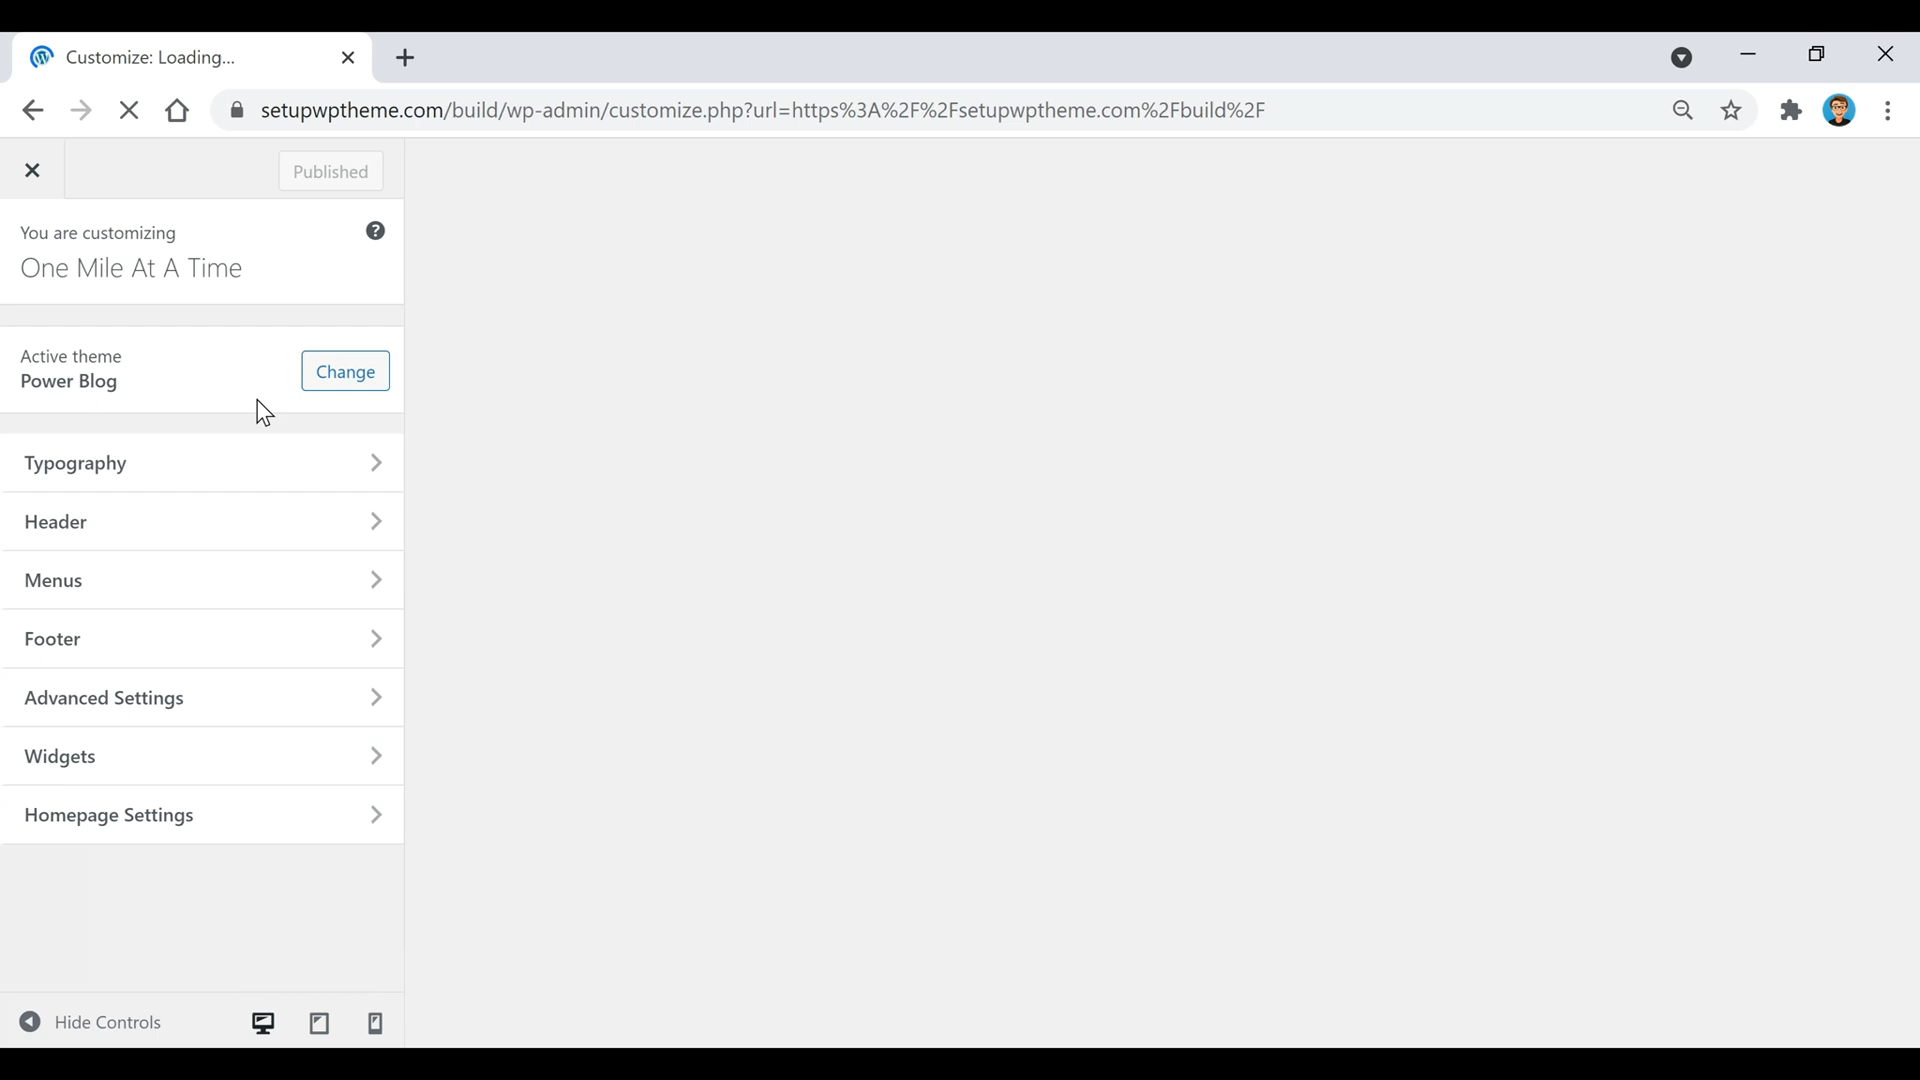 Customize: Loading...
setupwptheme.com/build/wp-admin/customize.php?url=https%3A%2F%2Fsetupwptheme.com%2Fbuild%2F
Published
You are customizing
One Mile At A Time
Active theme
Power Blog
Change
Typography
Header
Menus
Footer
Advanced Settings
Widgets
Homepage Settings
Hide Controls